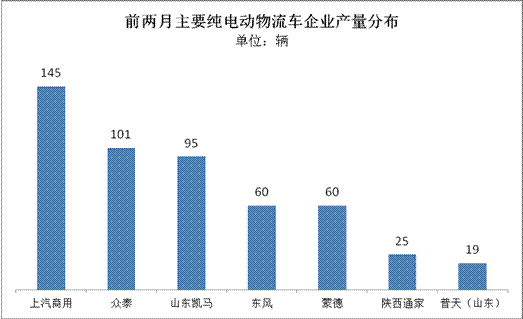 前两月主要纯电动物流车企业产量分布
单位：辆
145
101
95
60
60
25
19
上汽商用
众泰
山东凯马
东风
蒙德
陕西通家
普天（山东）